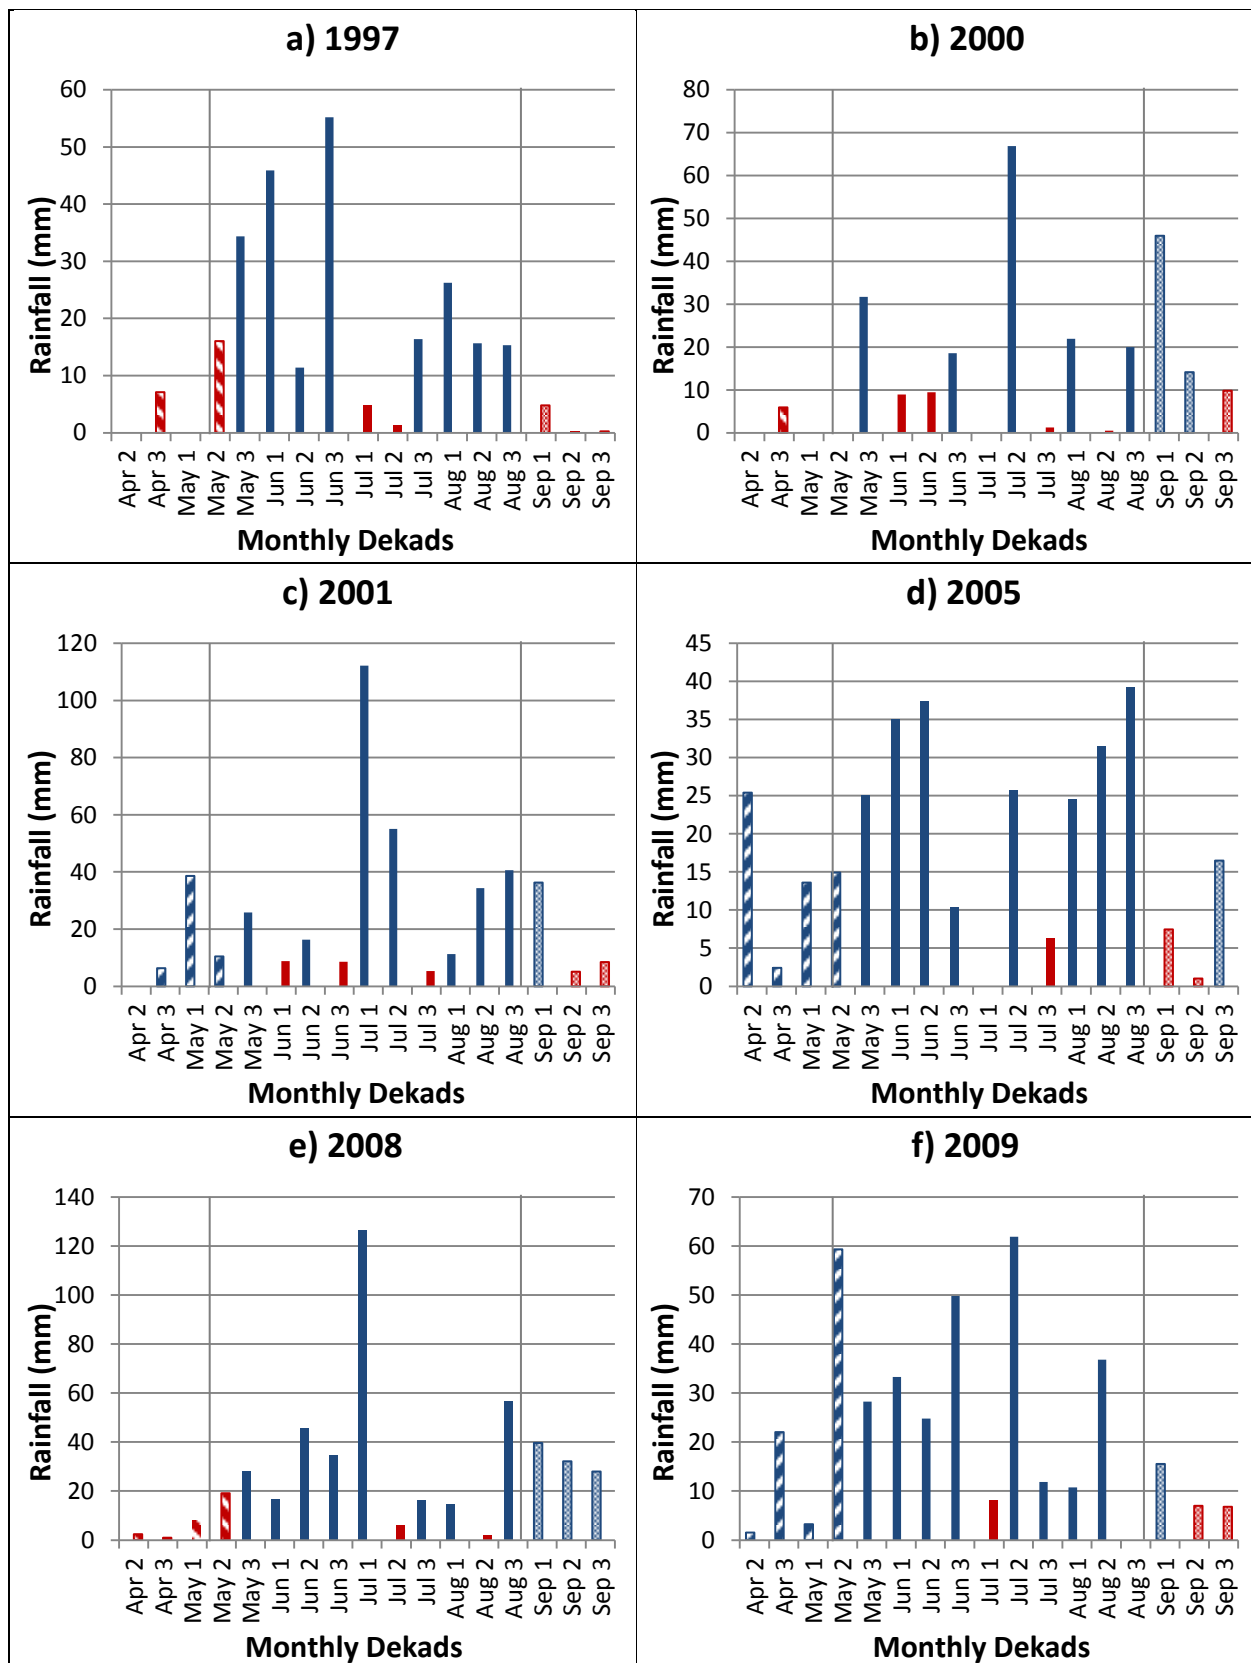 a) 1997
60
50
40
30
20
10
0
Rainfall (mm)
Apr 2
Apr 3
May 1
May 2
May 3
Jun 1
Jun 2
Jun 3
Jul 1
Jul 2
Jul 3
Aug 1
Aug 2
Aug 3
Sep 1
Sep 2
Sep 3
Monthly Dekads
b) 2000
80
70
60
50
40
30
20
10
0
Rainfall (mm)
Apr 2
Apr 3
May 1
May 2
May 3
Jun 1
Jun 2
Jun 3
Jul 1
Jul 2
Jul 3
Aug 1
Aug 2
Aug 3
Sep 1
Sep 2
Sep 3
Monthly Dekads
c) 2001
120
100
80
60
40
20
0
Rainfall (mm)
Apr 2
Apr 3
May 1
May 2
May 3
Jun 1
Jun 2
Jun 3
Jul 1
Jul 2
Jul 3
Aug 1
Aug 2
Aug 3
Sep 1
Sep 2
Sep 3
Monthly Dekads
d) 2005
45
40
35
30
25
20
15
10
5
0
Rainfall (mm)
Apr 2
Apr 3
May 1
May 2
May 3
Jun 1
Jun 2
Jun 3
Jul 1
Jul 2
Jul 3
Aug 1
Aug 2
Aug 3
Sep 1
Sep 2
Sep 3
Monthly Dekads
e) 2008
140
120
100
80
60
40
20
0
Rainfall (mm)
Apr 2
Apr 3
May 1
May 2
May 3
Jun 1
Jun 2
Jun 3
Jul 1
Jul 2
Jul 3
Aug 1
Aug 2
Aug 3
Sep 1
Sep 2
Sep 3
Monthly Dekads
f) 2009
70
60
50
40
30
20
10
0
Rainfall (mm)
Apr 2
Apr 3
May 1
May 2
May 3
Jun 1
Jun 2
Jun 3
Jul 1
Jul 2
Jul 3
Aug 1
Aug 2
Aug 3
Sep 1
Sep 2
Sep 3
Monthly Dekads